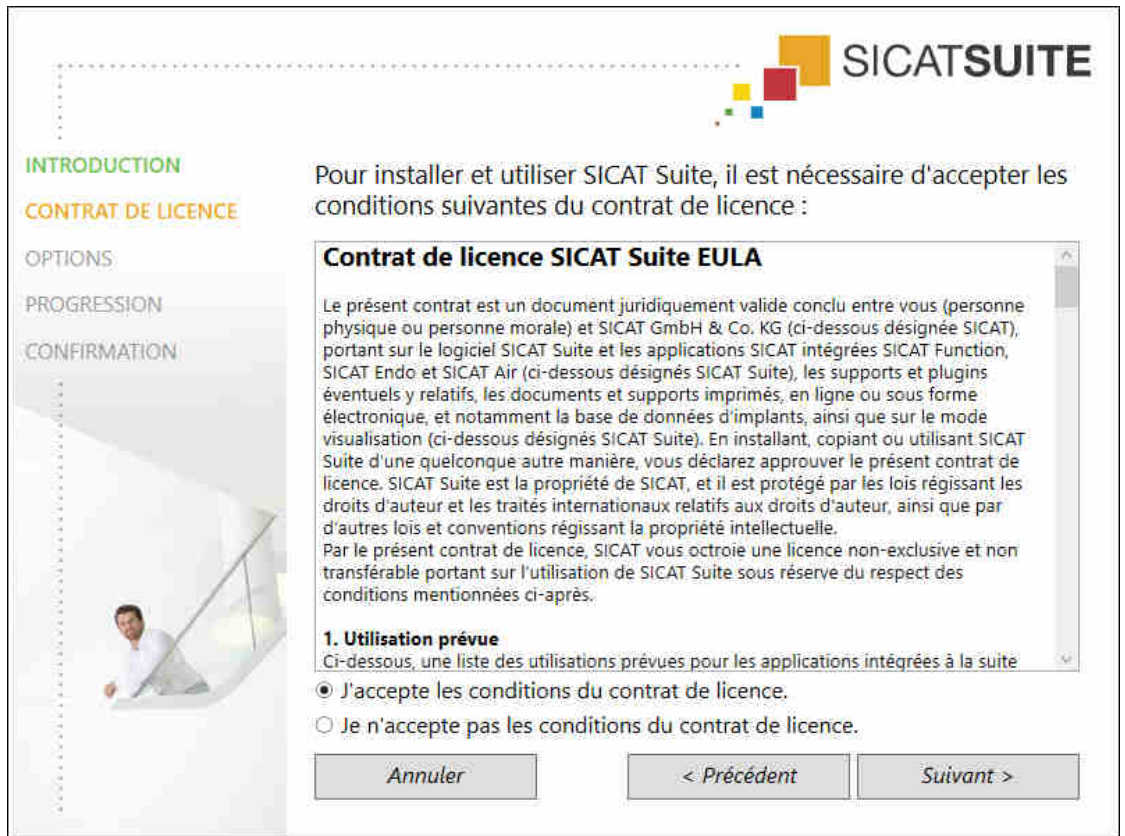 SICATSUITE
INTRODUCTION
CONTRAT DE LICENCE
OPTIONS
PROGRESSION
CONFIRMATION
Pour installer et utiliser SICAT Suite, il est nécessaire d'accepter les
conditions suivantes du contrat de licence :
Contrat de licence SICAT Suite EULA
Le présent contrat est un document juridiquement valide conclu entre vous (personne
physique ou personne morale) et SICAT GmbH & Co. KG (ci-dessous désignée SICAT),
portant sur le logiciel SICAT Suite et les applications SICAT intégrées SICAT Function,
SICAT Endo et SICAT Air (ci-dessous désignés SICAT Suite), les supports et plugins
éventuels y relatifs, les documents et supports imprimés, en ligne ou sous forme
électronique, et notamment la base de données d'implants, ainsi que sur le mode
visualisation (ci-dessous désignés SICAT Suite). En installant, copiant ou utilisant SICAT
Suite d'une quelconque autre manière, vous déclarez approuver le présent contrat de
licence. SICAT Suite est la propriété de SICAT, et il est protégé par les lois régissant les
droits d'auteur et les traités internationaux relatifs aux droits d'auteur, ainsi que par
d'autres lois et conventions régissant la propriété intellectuelle.
Par le présent contrat de licence, SICAT vous octroie une licence non-exclusive et non
transférable portant sur l'utilisation de SICAT Suite sous réserve du respect des
conditions mentionnées ci-après.
1. Utilisation prévue
Ci-dessous, une liste des utilisations prévues pour les applications intégrées à la suite
J'accepte les conditions du contrat de licence.
Je n'accepte pas les conditions du contrat de licence.
Annuler
< Précédent
Suivant >